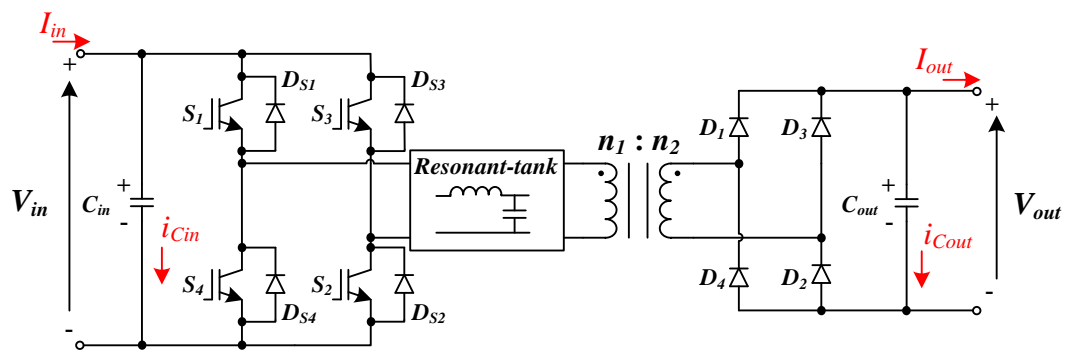 I_in
+
V_in
-
C_in
+
-
i_Cin
S_1
D_S1
S_3
D_S3
S_4
D_S4
S_2
D_S2
Resonant-tank
n_1 : n_2
D_1
D_3
D_4
D_2
C_out
+
-
i_Cout
I_out
+
V_out
-